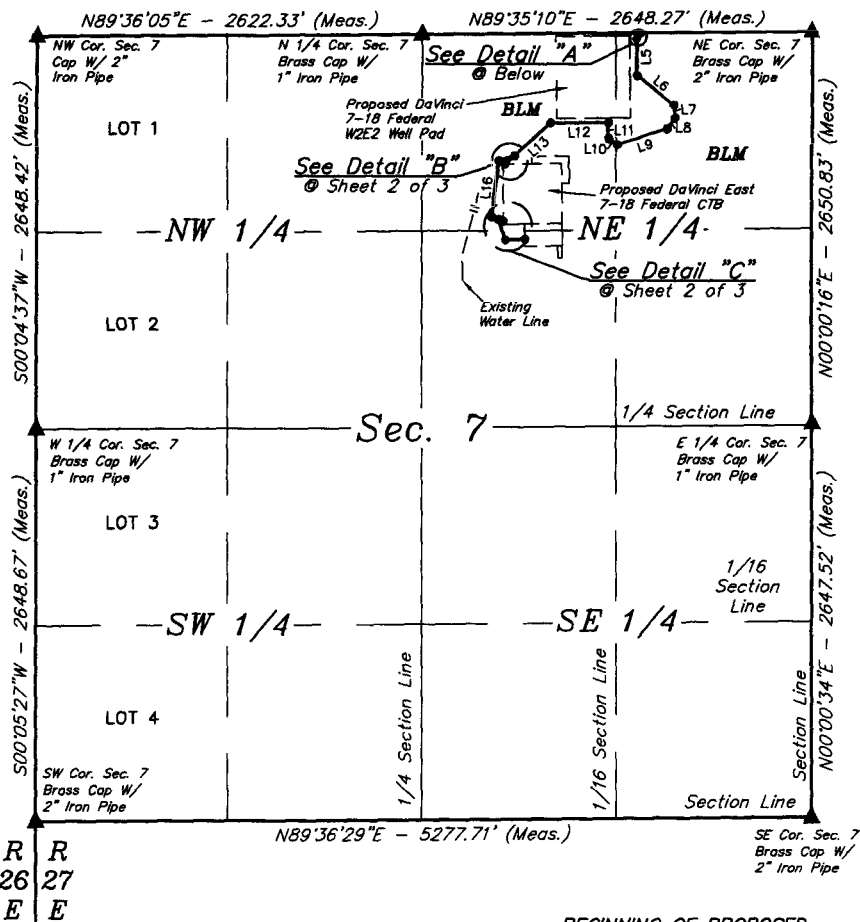 N89°36'05"E - 2622.33' (Meas.)
N89°35'10"E - 2648.27' (Meas.)
NW Cor. Sec. 7
Cap W/ 2"
Iron Pipe
N 1/4 Cor. Sec. 7
Brass Cap W/
1" Iron Pipe
See Detail "A"
@ Below
NE Cor. Sec. 7
Brass Cap W/
2" Iron Pipe
L5
L6
L7
L8
L9
L10
L11
L12
L13
L16
LOT 1
Proposed DaVinci
7-18 Federal
W2E2 Well Pad
BLM
BLM
See Detail "B"
@ Sheet 2 of 3
Proposed DaVinci East
7-18 Federal CTB
S00°04'37"W - 2648.42' (Meas.)
N00°00'16"E - 2650.83' (Meas.)
NW 1/4
NE 1/4
See Detail "C"
@ Sheet 2 of 3
Existing
Water Line
LOT 2
1/4 Section Line
Sec. 7
W 1/4 Cor. Sec. 7
Brass Cap W/
1" Iron Pipe
E 1/4 Cor. Sec. 7
Brass Cap W/
1" Iron Pipe
LOT 3
1/16
Section
Line
S00°05'27"W - 2648.67' (Meas.)
N00°00'34"E - 2647.52' (Meas.)
SW 1/4
SE 1/4
LOT 4
1/4 Section Line
1/16 Section Line
Section Line
SW Cor. Sec. 7
Brass Cap W/
2" Iron Pipe
Section Line
N89°36'29"E - 5277.71' (Meas.)
SE Cor. Sec. 7
Brass Cap W/
2" Iron Pipe
R R
26 27
E E
BEGINNING OF PROPOSED